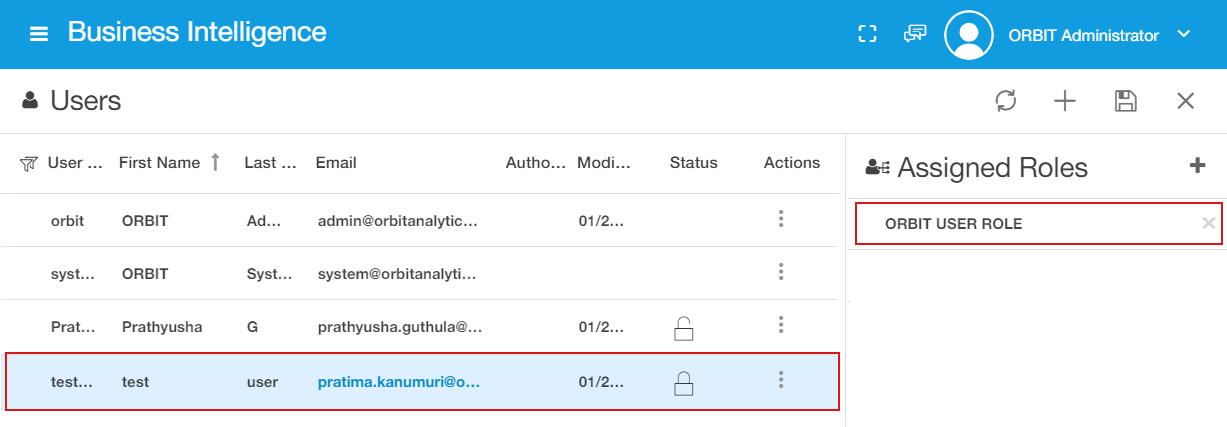 Business Intelligence
ORBIT Administrator
Users
User ... First Name Last ... Email Autho... Modi... Status Actions
orbit ORBIT Ad... admin@orbitanalytic... 01/2...
syst... ORBIT Syst... system@orbitanalyti...
Prat... Prathyusha G prathyusha.guthula@... 01/2...
test... test user pratima.kanumuri@o... 01/2...
Assigned Roles
ORBIT USER ROLE